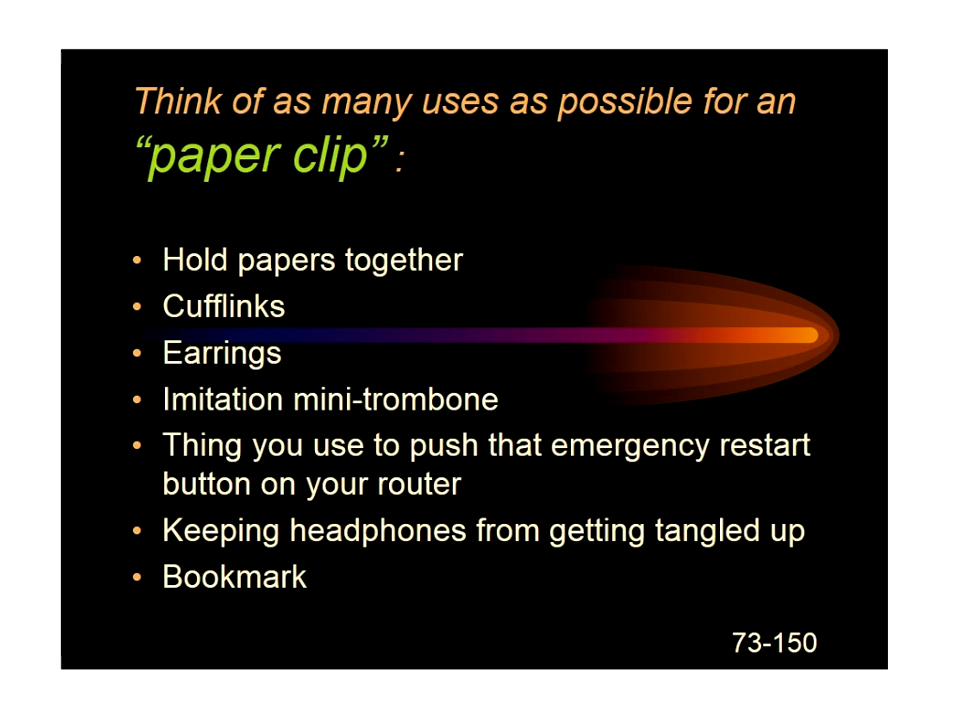 Think of as many uses as possible for an
“paper clip” :
• Hold papers together
• Cufflinks
• Earrings
• Imitation mini-trombone
• Thing you use to push that emergency restart
button on your router
• Keeping headphones from getting tangled up
• Bookmark
73-150